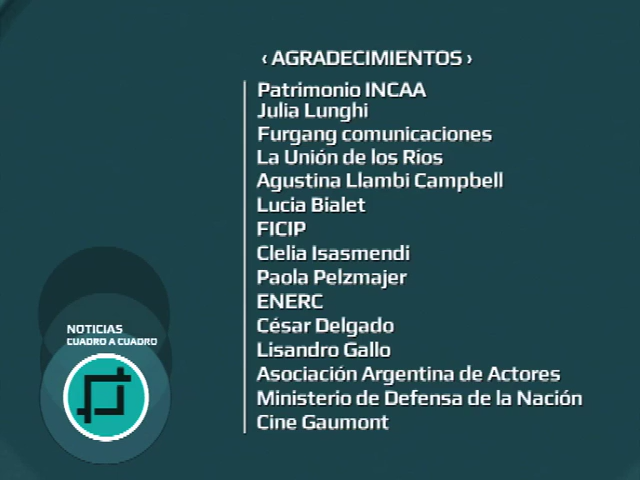 ‹ AGRADECIMIENTOS ›
Patrimonio INCAA
Julia Lunghi
Furgang comunicaciones
La Unión de los Ríos
Agustina Llambi Campbell
Lucia Bialet
FICIP
Clelia Isasmendi
Paola Pelzmajer
ENERC
César Delgado
Lisandro Gallo
Asociación Argentina de Actores
Ministerio de Defensa de la Nación
Cine Gaumont
NOTICIAS
CUADRO A CUADRO